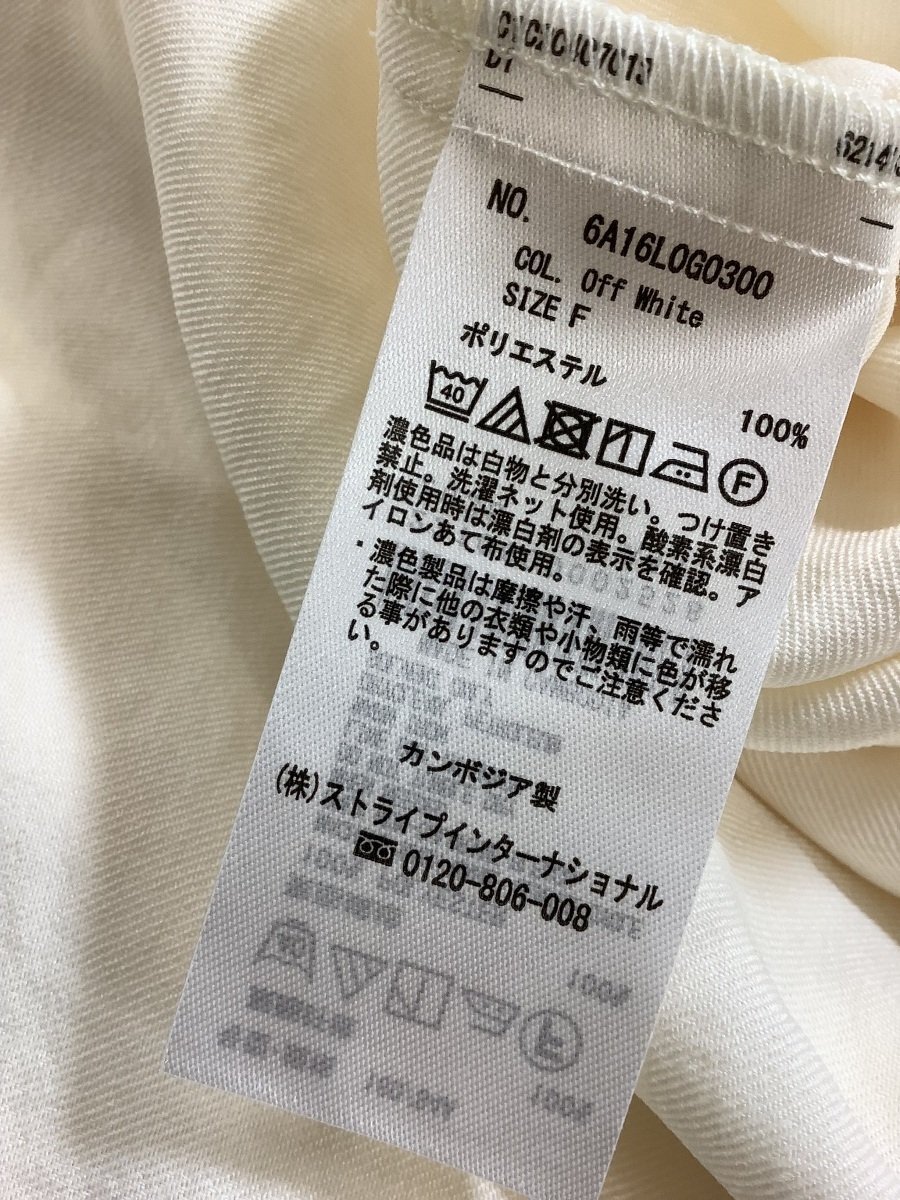 NO. 6A16L0G0300
COL. Off White
SIZE F
ポリエステル 100%
40
F
濃色品は白物と分別洗い。つけ置き
禁止。洗濯ネット使用。酸素系漂白
剤使用時は漂白剤の表示を確認。ア
イロンあて布使用。
・濃色製品は摩擦や汗、雨等で濡れ
た際に他の衣類や小物類に色が移
る事がありますのでご注意くださ
い。
カンボジア製
(株)ストライプインターナショナル
0120-806-008